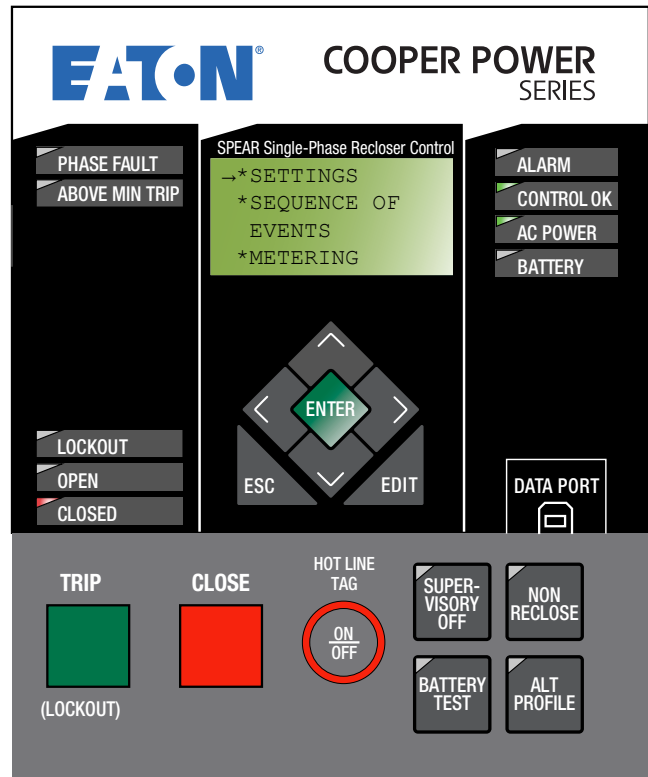 EATON®
COOPER POWER
SERIES
SPEAR Single-Phase Recloser Control
PHASE FAULT
ABOVE MIN TRIP
→*SETTINGS
*SEQUENCE OF
EVENTS
*METERING
ALARM
CONTROL OK
AC POWER
BATTERY
ENTER
ESC
EDIT
LOCKOUT
OPEN
CLOSED
DATA PORT
TRIP
(LOCKOUT)
CLOSE
HOT LINE
TAG
ON
OFF
SUPER-
VISORY
OFF
NON
RECLOSE
BATTERY
TEST
ALT
PROFILE